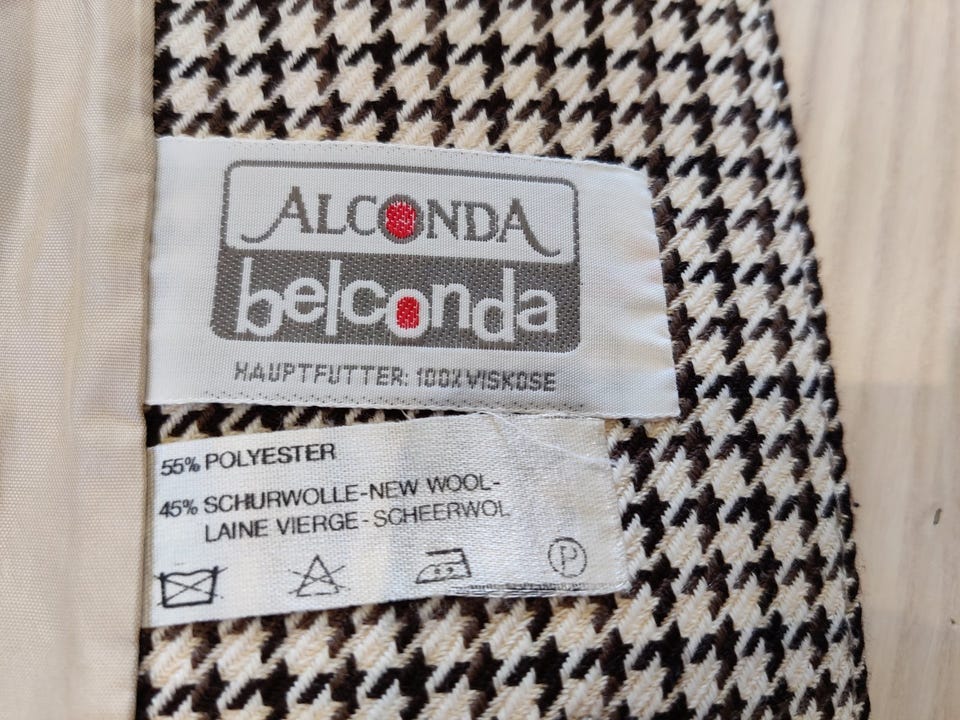 ALCONDA
belconda
HAUPTFUTTER: 100% VISKOSE
55% POLYESTER
45% SCHURWOLLE-NEW WOOL-
LAINE VIERGE-SCHEERWOL
P